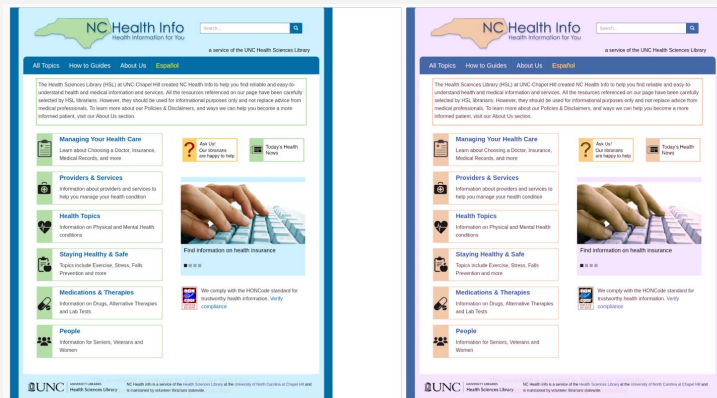 NC Health Info
Health Information for You
Search...
a service of the UNC Health Sciences Library
All Topics How to Guides About Us Español
The Health Sciences Library (HSL) at UNC-Chapel Hill created NC Health Info to help you find reliable and easy-to-
understand health and medical information and services. All the resources referenced on our page have been carefully
selected by HSL librarians. However, they should be used for informational purposes only and not replace advice from
medical professionals. To learn more about our Policies & Disclaimers, and ways we can help you become a more
informed patient, visit our About Us section.
Managing Your Health Care
Learn about Choosing a Doctor, Insurance,
Medical Records, and more
Providers & Services
Information about providers and services to
help you manage your health condition
Health Topics
Information on Physical and Mental Health
conditions
Staying Healthy & Safe
Topics include Exercise, Stress, Falls
Prevention and more
Medications & Therapies
Information on Drugs, Alternative Therapies
and Lab Tests
People
Information for Seniors, Veterans and
Women
? Ask Us!
Our librarians
are happy to help
Today's Health
News
Find information on health insurance
We comply with the HONCode standard for
trustworthy health information. Verify
compliance
UNC
UNIVERSITY LIBRARIES
Health Sciences Library
NC Health Info is a service of the Health Sciences Library at the University of North Carolina at Chapel Hill and
is maintained by volunteer librarians statewide.
NC Health Info
Health Information for You
Search...
a service of the UNC Health Sciences Library
All Topics How to Guides About Us Español
The Health Sciences Library (HSL) at UNC-Chapel Hill created NC Health Info to help you find reliable and easy-to-
understand health and medical information and services. All the resources referenced on our page have been carefully
selected by HSL librarians. However, they should be used for informational purposes only and not replace advice from
medical professionals. To learn more about our Policies & Disclaimers, and ways we can help you become a more
informed patient, visit our About Us section.
Managing Your Health Care
Learn about Choosing a Doctor, Insurance,
Medical Records, and more
Providers & Services
Information about providers and services to
help you manage your health condition
Health Topics
Information on Physical and Mental Health
conditions
Staying Healthy & Safe
Topics include Exercise, Stress, Falls
Prevention and more
Medications & Therapies
Information on Drugs, Alternative Therapies
and Lab Tests
People
Information for Seniors, Veterans and
Women
? Ask Us!
Our librarians
are happy to help
Today's Health
News
Find information on health insurance
We comply with the HONCode standard for
trustworthy health information. Verify
compliance
UNC
UNIVERSITY LIBRARIES
Health Sciences Library
NC Health Info is a service of the Health Sciences Library at the University of North Carolina at Chapel Hill and
is maintained by volunteer librarians statewide.